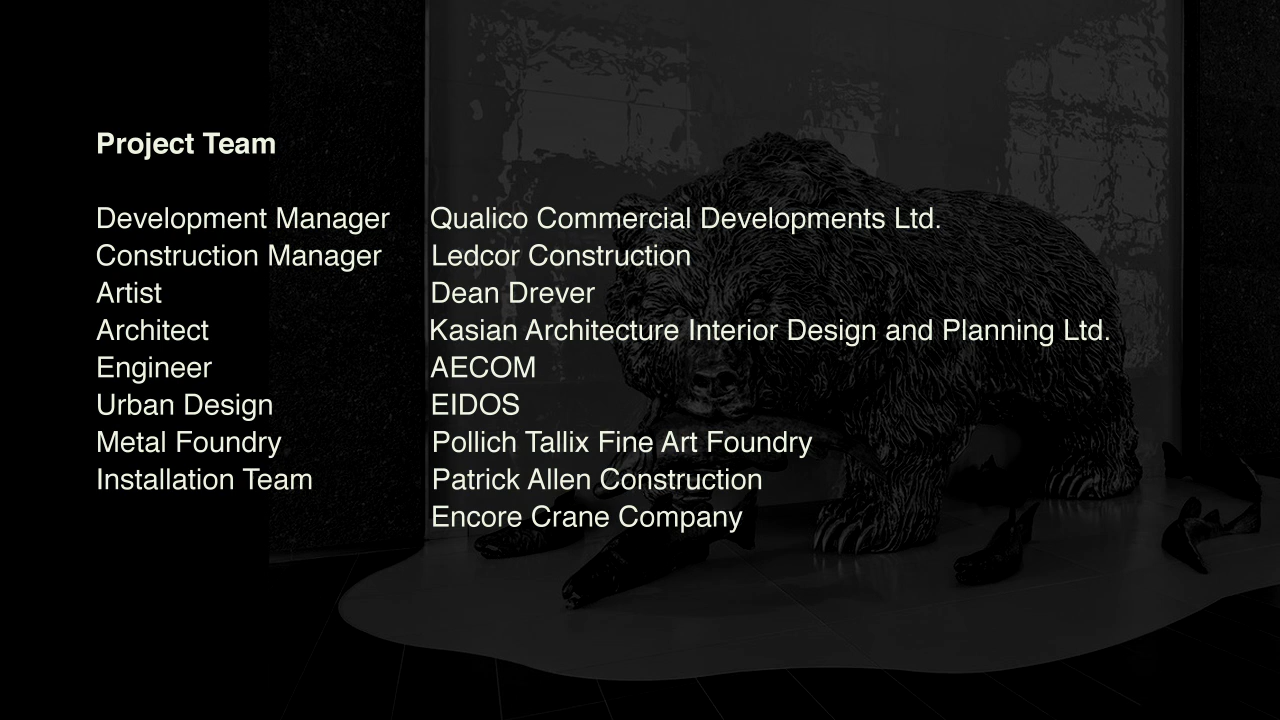 Project Team
Development Manager Qualico Commercial Developments Ltd.
Construction Manager Ledcor Construction
Artist Dean Drever
Architect Kasian Architecture Interior Design and Planning Ltd.
Engineer AECOM
Urban Design EIDOS
Metal Foundry Pollich Tallix Fine Art Foundry
Installation Team Patrick Allen Construction
Encore Crane Company